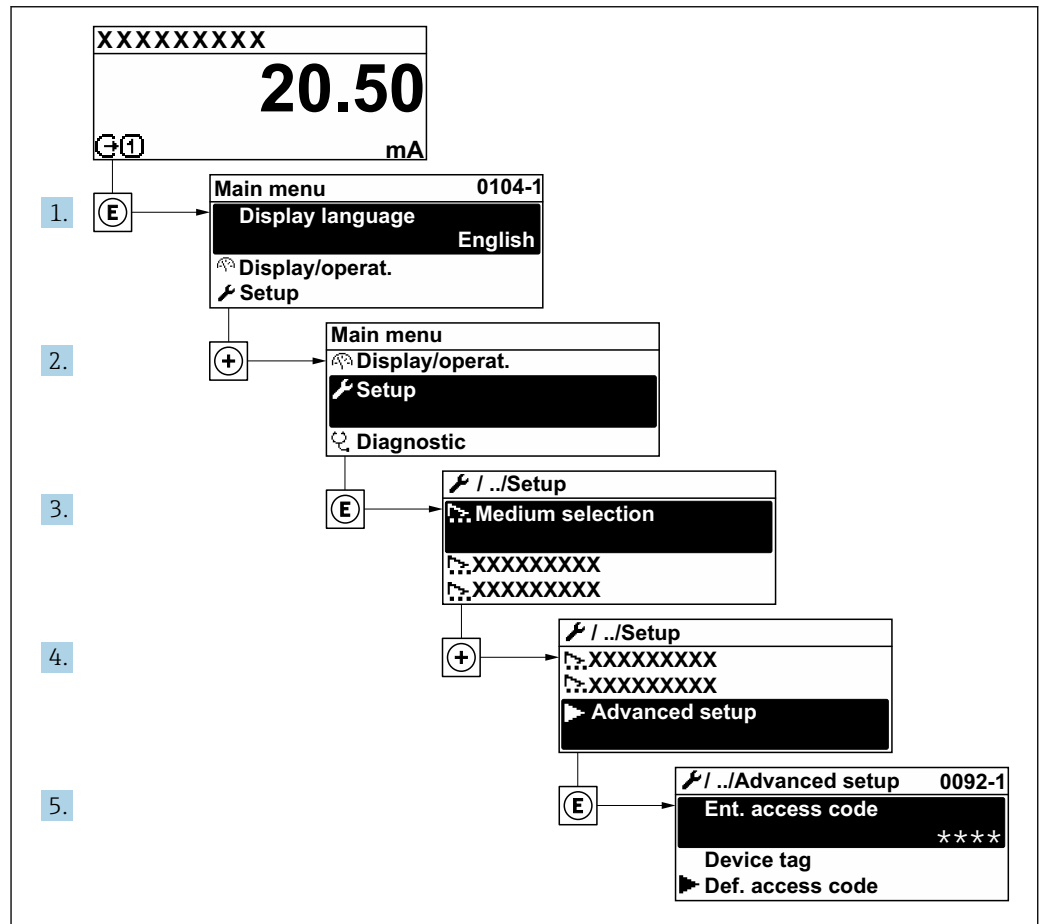 XXXXXXXXX
20.50
1 mA
1. E
Main menu 0104-1
Display language
English
Display/operat.
Setup
2. +
Main menu
Display/operat.
Setup
Diagnostic
3. E
/ ../Setup
Medium selection
XXXXXXXXX
XXXXXXXXX
4. +
/ ../Setup
XXXXXXXXX
XXXXXXXXX
Advanced setup
5. E
/ ../Advanced setup 0092-1
Ent. access code
****
Device tag
Def. access code